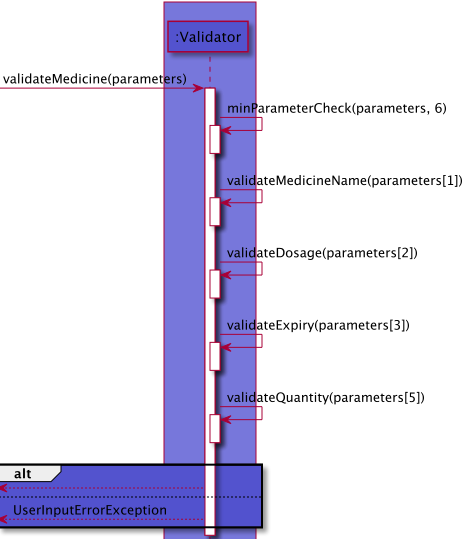 :Validator
validateMedicine(parameters)
minParameterCheck(parameters, 6)
validateMedicineName(parameters[1])
validateDosage(parameters[2])
validateExpiry(parameters[3])
validateQuantity(parameters[5])
alt
UserInputErrorException